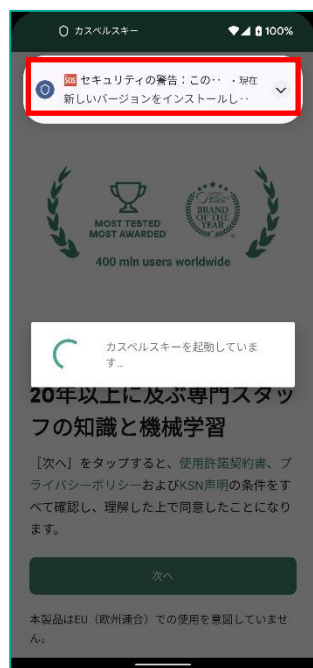 カスペルスキー 100%
🆘 セキュリティの警告：この‥ ・現在
新しいバージョンをインストールし‥
MOST TESTED
MOST AWARDED
BRAND
OF THE
YEAR
400 mln users worldwide
カスペルスキーを起動していま
す...
20年以上に及ぶ専門スタッ
フの知識と機械学習
［次へ］をタップすると、使用許諾契約書、プ
ライバシーポリシーおよびKSN声明の条件をす
べて確認し、理解した上で同意したことになり
ます。
次へ
本製品はEU（欧州連合）での使用を意図していませ
ん。